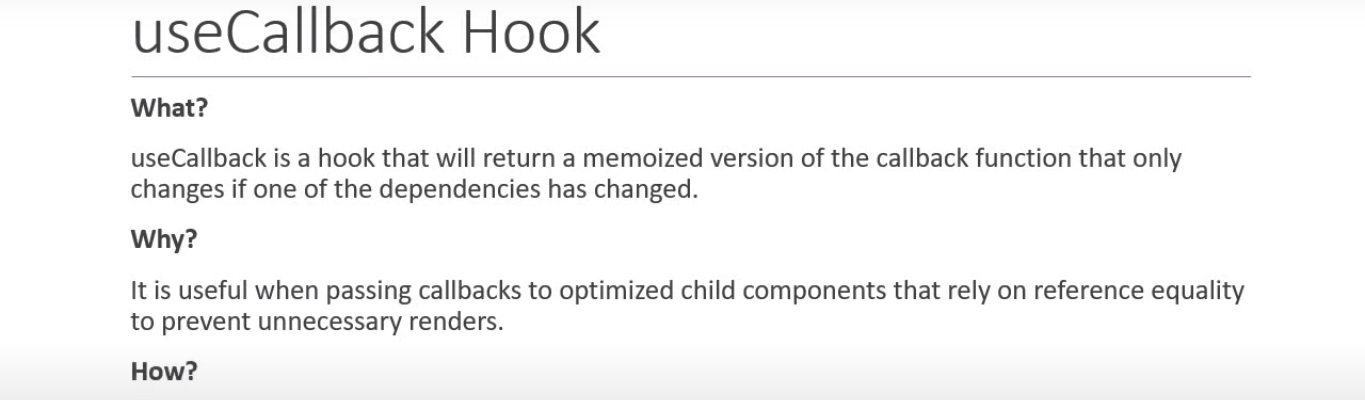 useCallback Hook
What?
useCallback is a hook that will return a memoized version of the callback function that only
changes if one of the dependencies has changed.
Why?
It is useful when passing callbacks to optimized child components that rely on reference equality
to prevent unnecessary renders.
How?